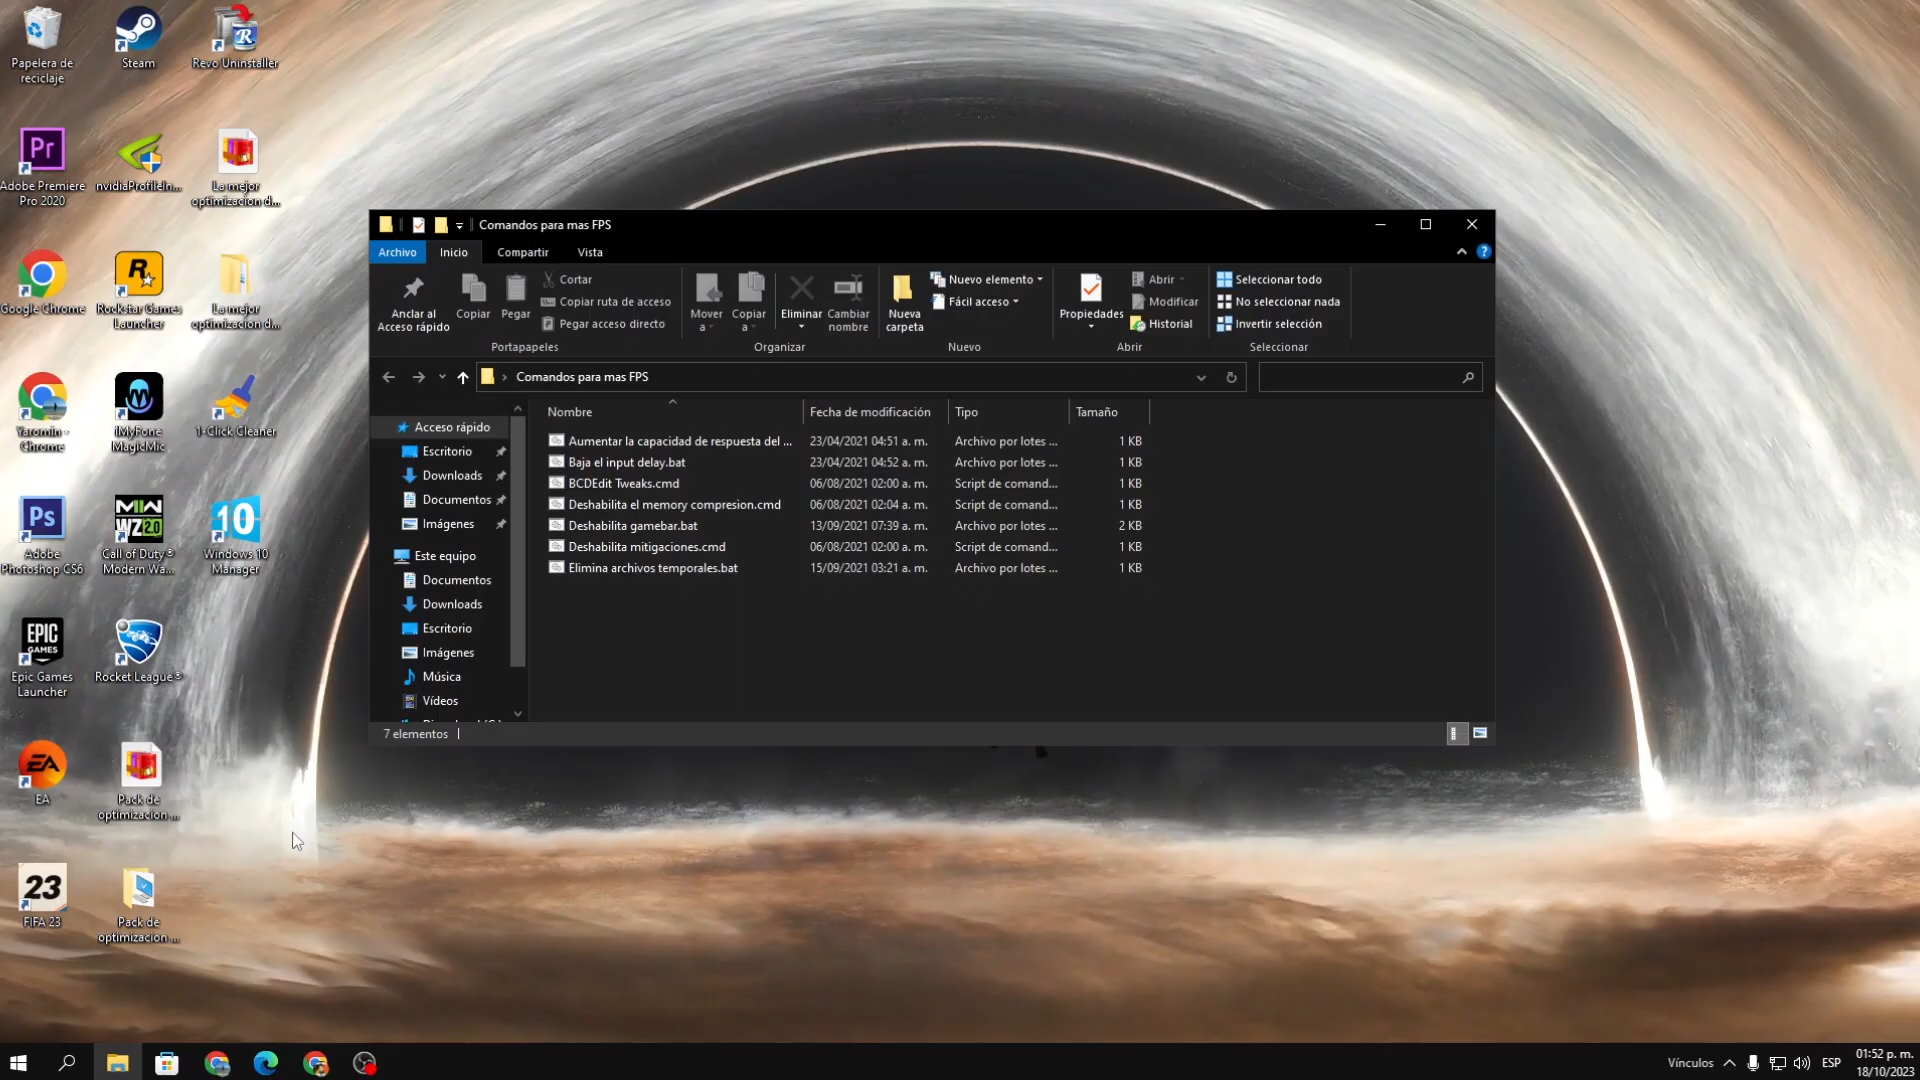 Papelera de
reciclaje
Steam
Revo Uninstaller
Adobe Premiere
Pro 2020
nvidiaProfileIn...
La mejor
optimizacion d...
Google Chrome
Rockstar Games
Launcher
La mejor
optimizacion d...
Yaromin -
Chrome
iMyFone
MagicMic
1-Click Cleaner
Adobe
Photoshop CS6
Call of Duty®
Modern Wa...
Windows 10
Manager
Epic Games
Launcher
Rocket League®
EA
Pack de
optimizacion ...
FIFA 23
Pack de
optimizacion ...
Comandos para mas FPS
Archivo
Inicio
Compartir
Vista
Anclar al
Acceso rápido
Copiar
Pegar
Cortar
Copiar ruta de acceso
Pegar acceso directo
Portapapeles
Mover
a
Copiar
a
Eliminar
Cambiar
nombre
Organizar
Nueva
carpeta
Nuevo elemento
Fácil acceso
Nuevo
Propiedades
Abrir
Modificar
Historial
Abrir
Seleccionar todo
No seleccionar nada
Invertir selección
Seleccionar
Comandos para mas FPS
Acceso rápido
Escritorio
Downloads
Documentos
Imágenes
Este equipo
Documentos
Downloads
Escritorio
Imágenes
Música
Vídeos
Nombre Fecha de modificación Tipo Tamaño
Aumentar la capacidad de respuesta del ... 23/04/2021 04:51 a. m. Archivo por lotes ... 1 KB
Baja el input delay.bat 23/04/2021 04:52 a. m. Archivo por lotes ... 1 KB
BCDEdit Tweaks.cmd 06/08/2021 02:00 a. m. Script de comand... 1 KB
Deshabilita el memory compresion.cmd 06/08/2021 02:04 a. m. Script de comand... 1 KB
Deshabilita gamebar.bat 13/09/2021 07:39 a. m. Archivo por lotes ... 2 KB
Deshabilita mitigaciones.cmd 06/08/2021 02:00 a. m. Script de comand... 1 KB
Elimina archivos temporales.bat 15/09/2021 03:21 a. m. Archivo por lotes ... 1 KB
7 elementos
Vínculos
ESP
01:52 p. m.
18/10/2023